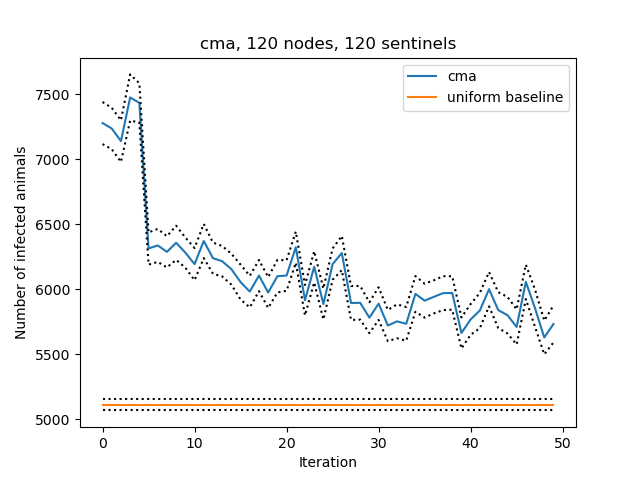 cma, 120 nodes, 120 sentinels
cma
uniform baseline
Number of infected animals
7500
7000
6500
6000
5500
5000
0 10 20 30 40 50
Iteration